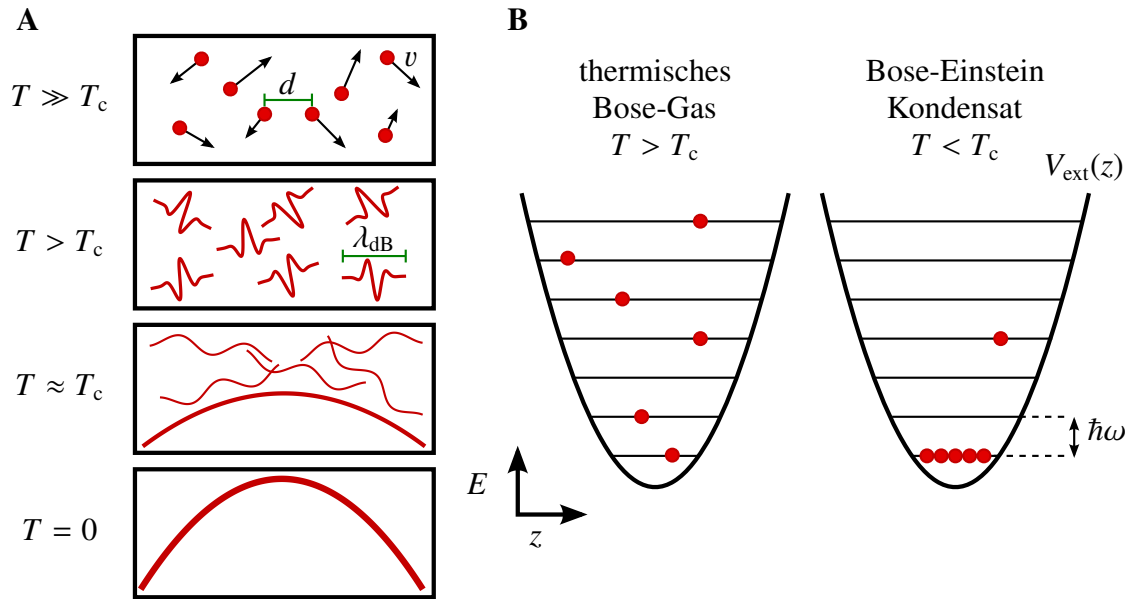 A
T ≫ T_c
v
d
T > T_c
λ_dB
T ≈ T_c
T = 0
B
thermisches
Bose-Gas
T > T_c
Bose-Einstein
Kondensat
T < T_c
V_ext(z)
ħω
E
z